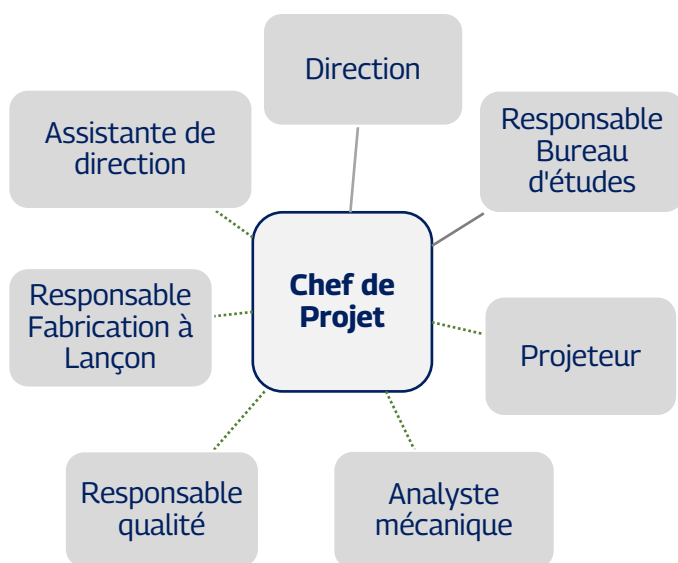 Direction
Assistante de
direction
Responsable
Bureau
d'études
Chef de
Projet
Responsable
Fabrication à
Lançon
Projeteur
Responsable
qualité
Analyste
mécanique